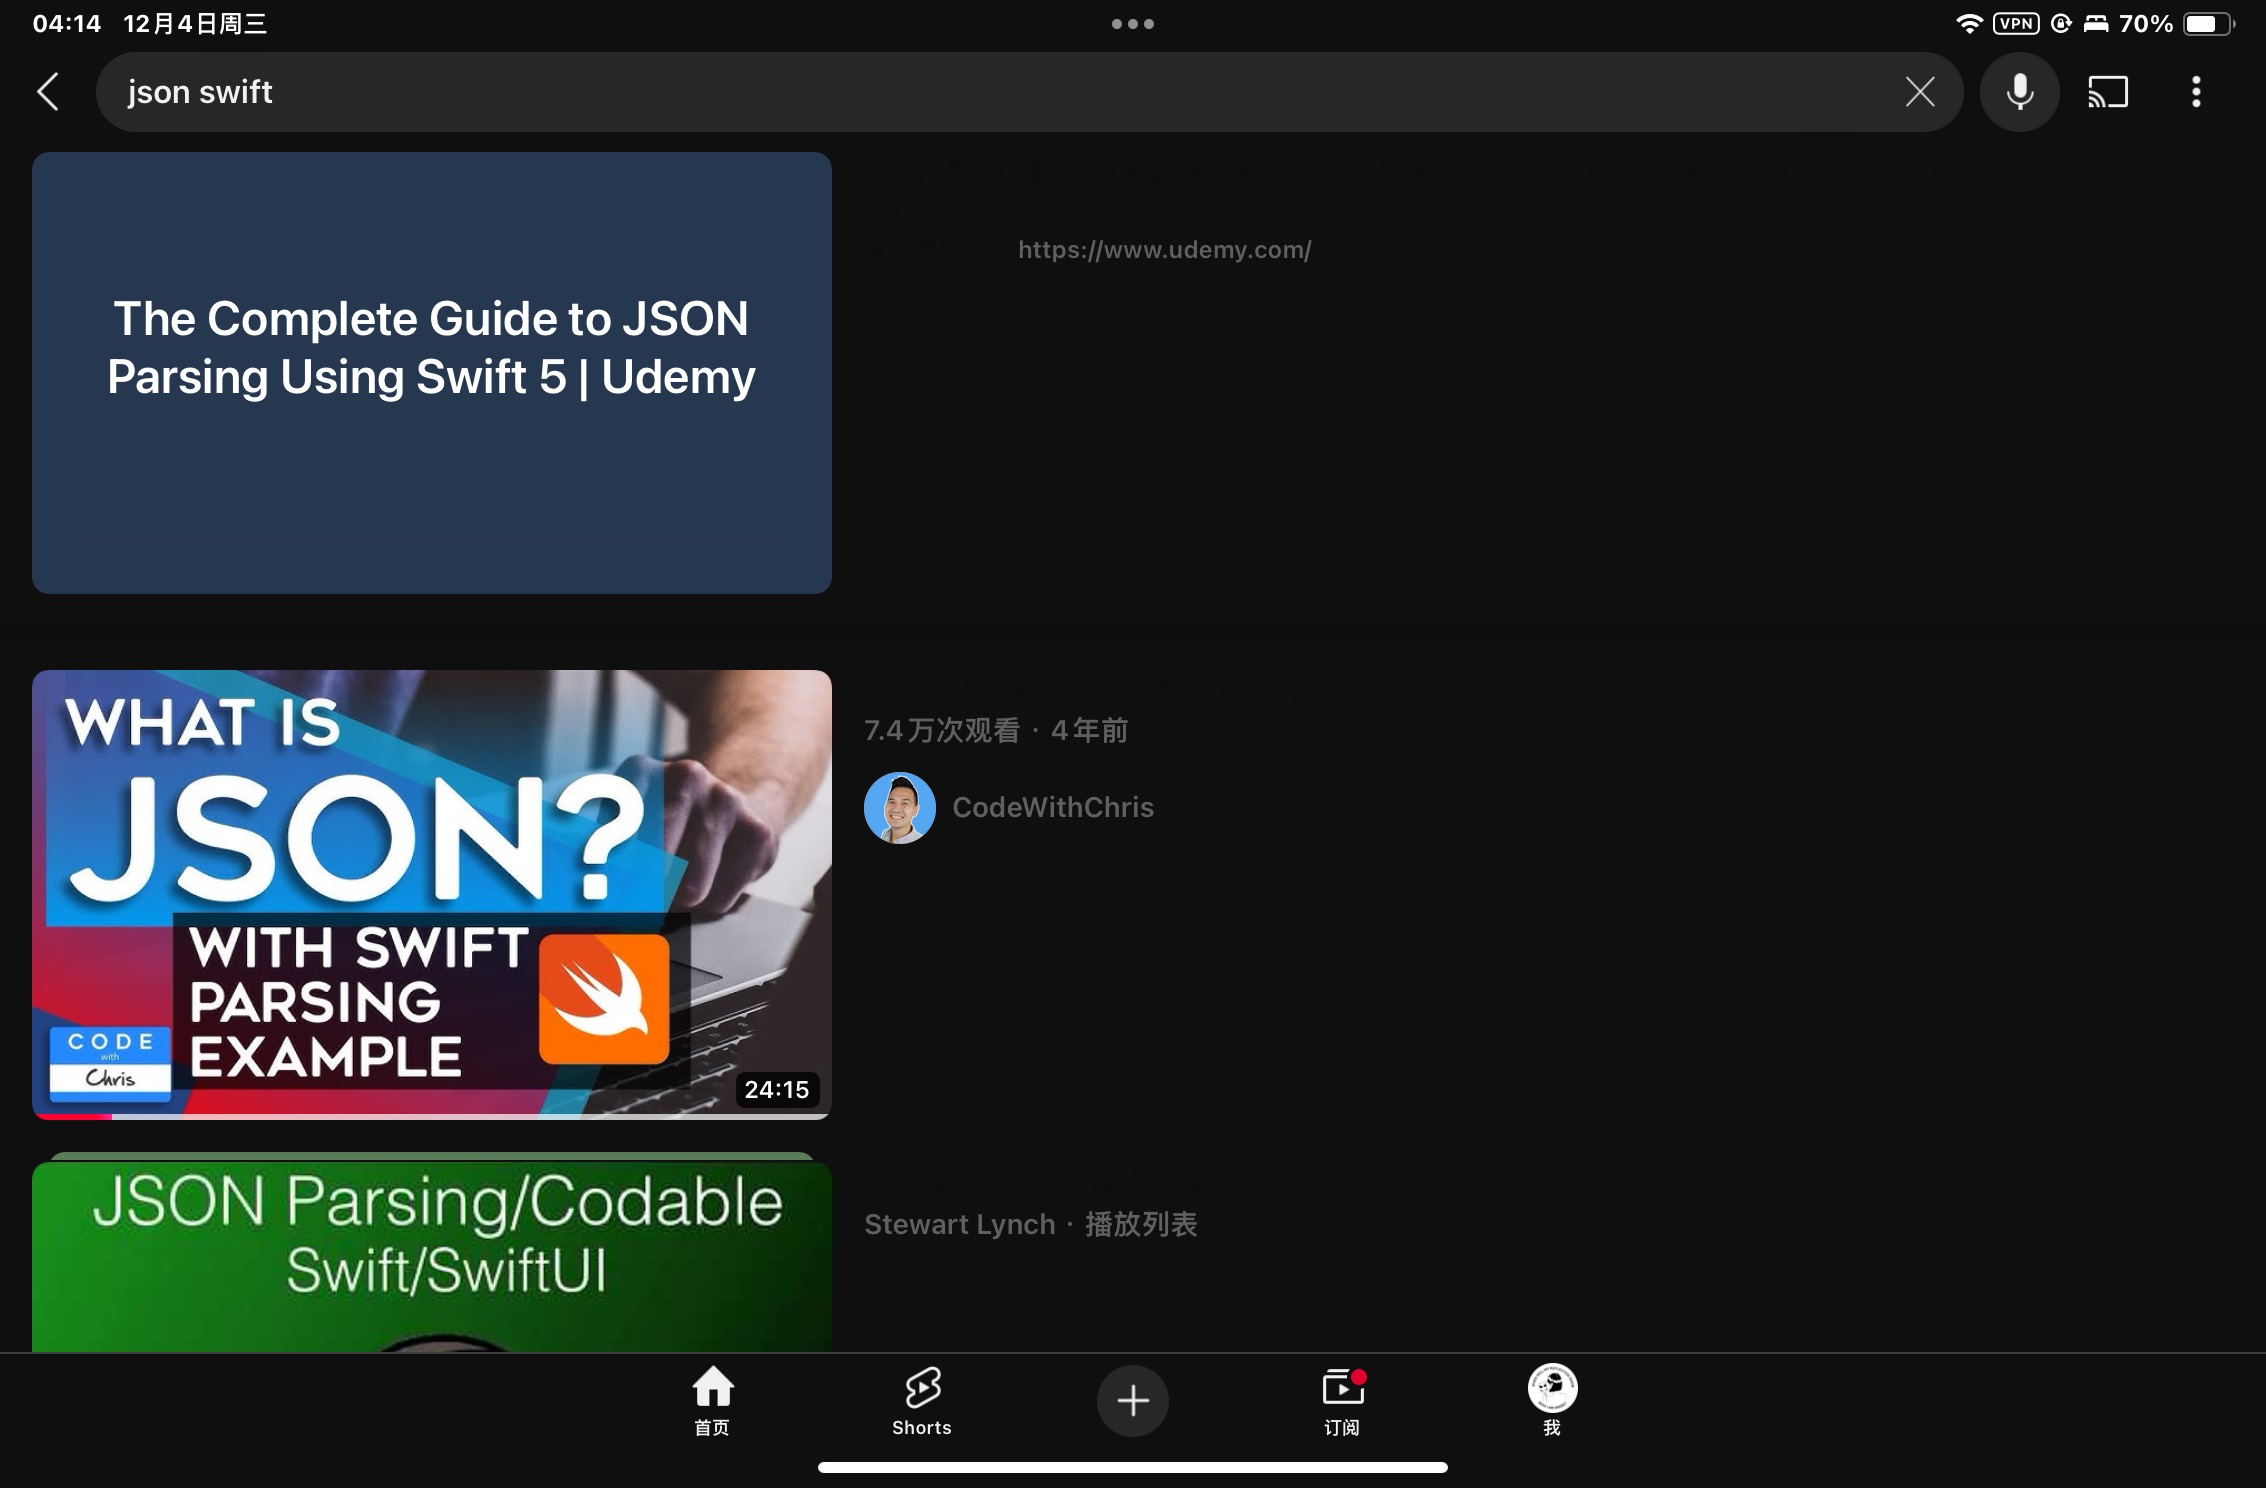 04:14 12月4日周三
VPN 70%
json swift
The Complete Guide to JSON
Parsing Using Swift 5 | Udemy
https://www.udemy.com/
WHAT IS
JSON?
WITH SWIFT
PARSING
EXAMPLE
CODE
with
Chris
24:15
7.4万次观看 · 4年前
CodeWithChris
JSON Parsing/Codable
Swift/SwiftUI
Stewart Lynch · 播放列表
首页
Shorts
订阅
我